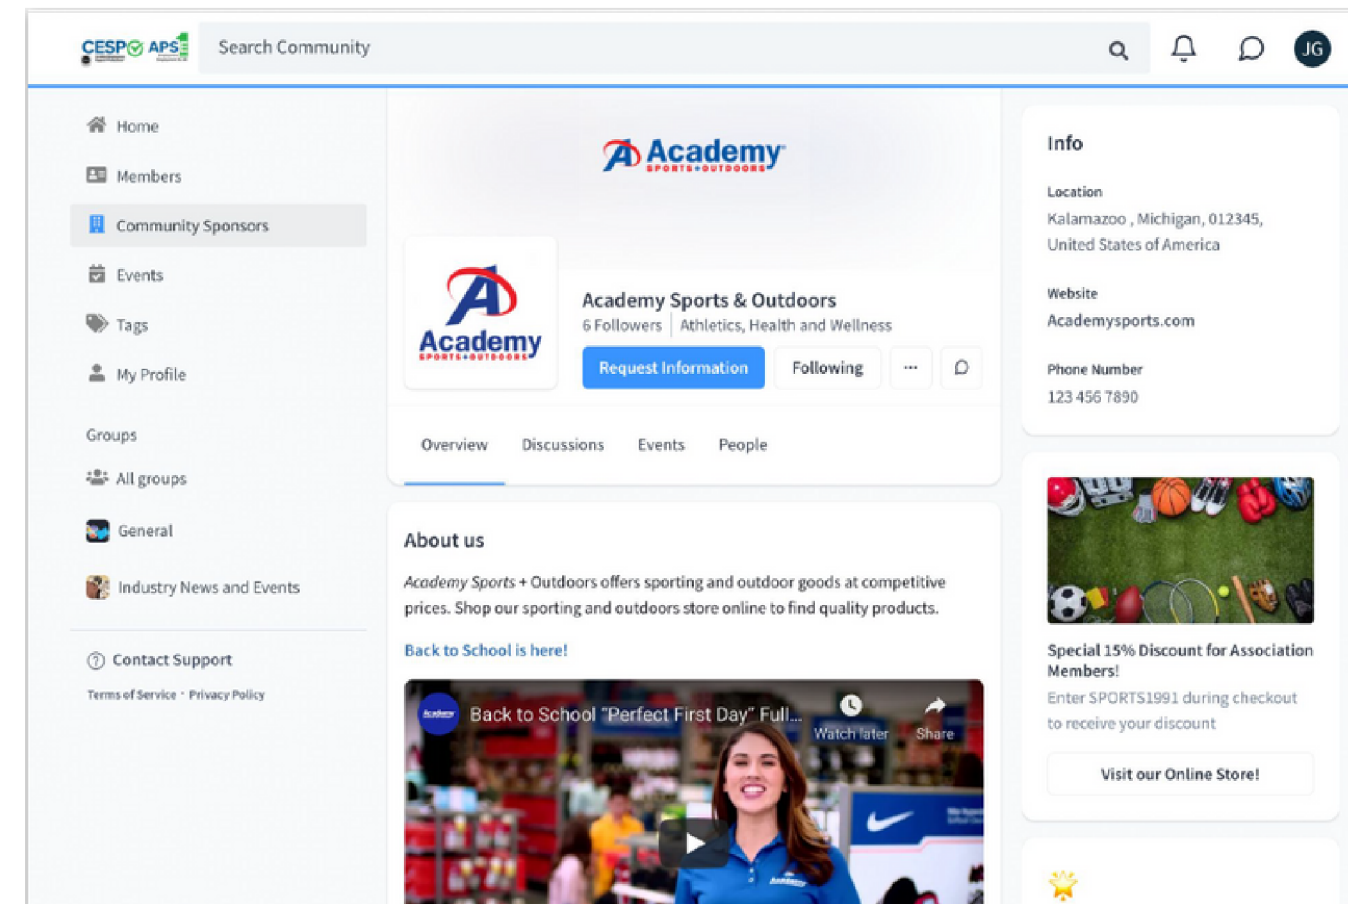 CESPO APS
Search Community
JG
Home
Members
Community Sponsors
Events
Tags
My Profile
Groups
All groups
General
Industry News and Events
Contact Support
Terms of Service · Privacy Policy
Academy
SPORTS+OUTDOORS
Academy
SPORTS+OUTDOORS
Academy Sports & Outdoors
6 Followers | Athletics, Health and Wellness
Request Information
Following
...
Overview Discussions Events People
About us
Academy Sports + Outdoors offers sporting and outdoor goods at competitive
prices. Shop our sporting and outdoors store online to find quality products.
Back to School is here!
Academy
Back to School "Perfect First Day" Full...
Watch later
Share
Academy
Info
Location
Kalamazoo , Michigan, 012345,
United States of America
Website
Academysports.com
Phone Number
123 456 7890
Special 15% Discount for Association
Members!
Enter SPORTS1991 during checkout
to receive your discount
Visit our Online Store!